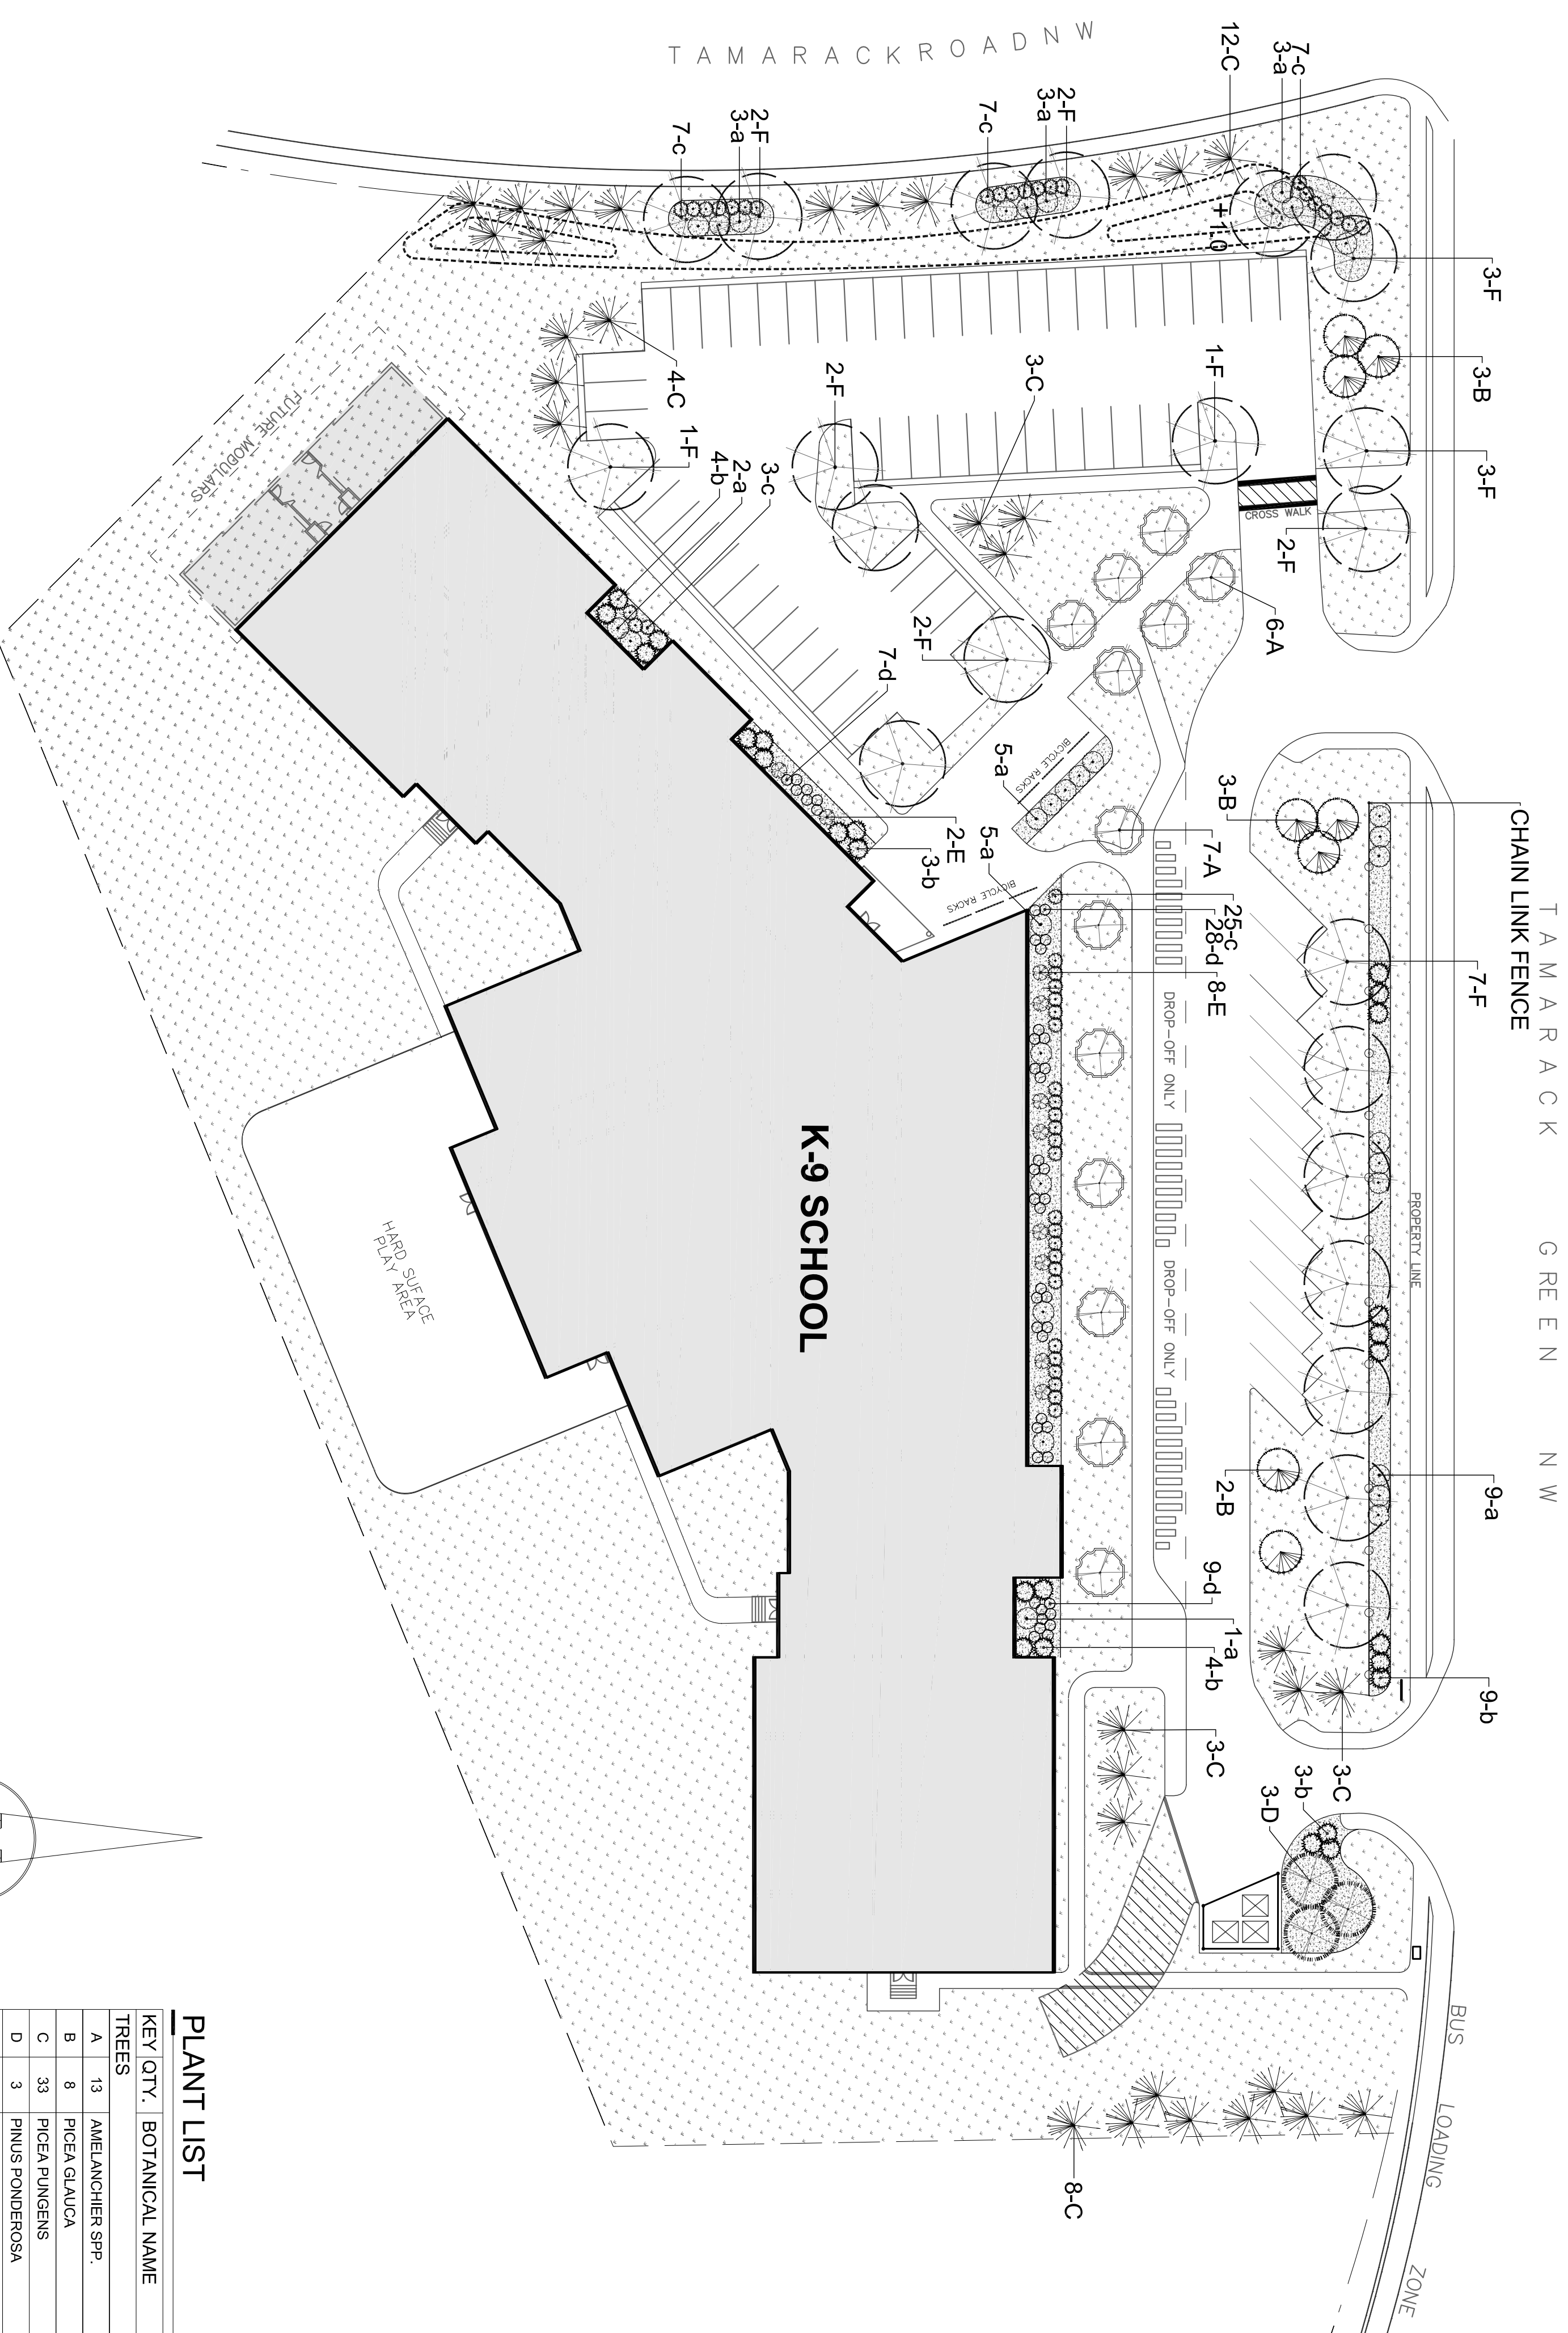 TAMARACK ROAD NW
12-C
7-c
3-a
2-F
3-a
7-c
2-F
3-a
7-c
+1.0
3-F
3-B
3-F
2-F
CROSS WALK
1-F
3-C
2-F
4-C
1-F
4-b
2-a
3-c
6-A
2-F
7-d
FUTURE MODULARS
BICYCLE RACKS
5-a
2-E
3-b
5-a
BICYCLE RACKS
7-A
3-B
CHAIN LINK FENCE
TAMARACK GREEN NW
7-F
25-c
28-d
8-E
DROP-OFF ONLY
DROP-OFF ONLY
PROPERTY LINE
K-9 SCHOOL
HARD SUFACE
PLAY AREA
9-a
2-B
9-d
1-a
4-b
9-b
3-C
3-C
3-b
3-D
BUS LOADING ZONE
8-C
PLANT LIST
KEY QTY. BOTANICAL NAME
TREES
A 13 AMELANCHIER SPP.
B 8 PICEA GLAUCA
C 33 PICEA PUNGENS
D 3 PINUS PONDEROSA